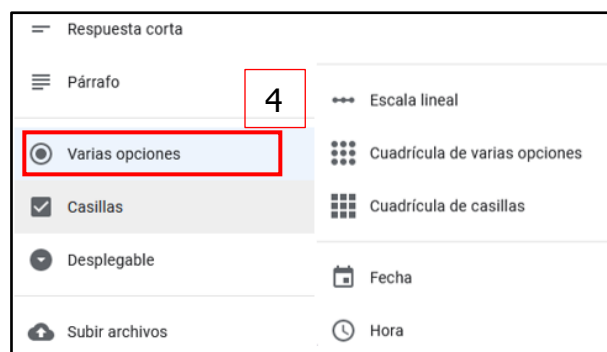 Respuesta corta
Párrafo
4
Varias opciones
Casillas
Desplegable
Subir archivos
Escala lineal
Cuadrícula de varias opciones
Cuadrícula de casillas
Fecha
Hora